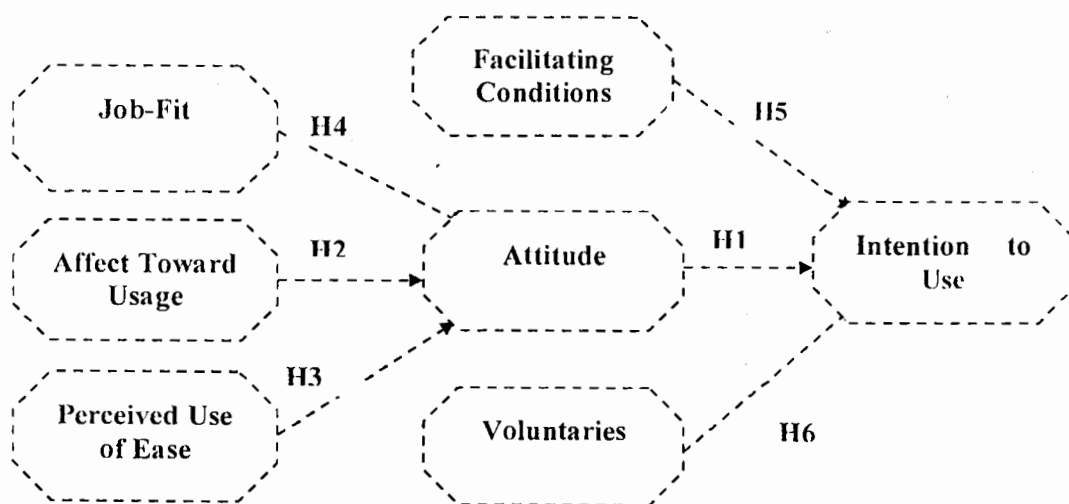 Facilitating
Conditions
Job-Fit
H4
H5
Affect Toward
Usage
H2
Attitude
H1
Intention to
Use
H3
Perceived Use
of Ease
Voluntaries
H6